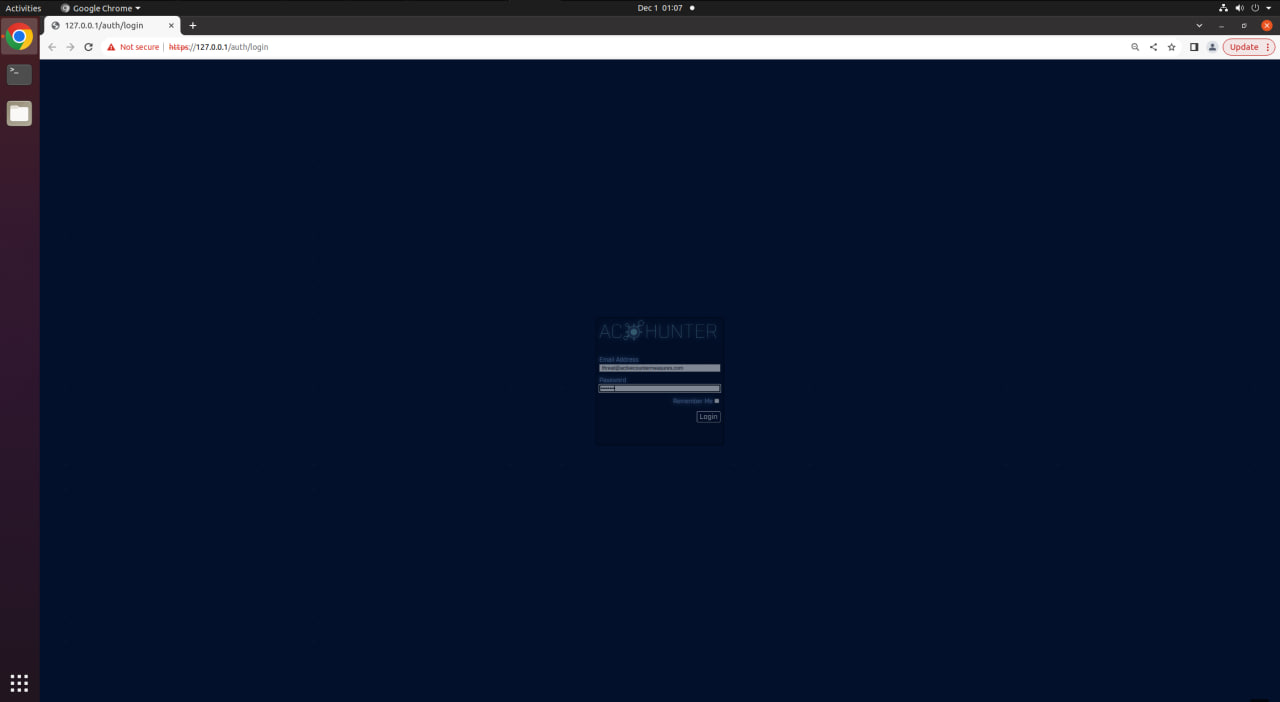 Activities
Google Chrome
Dec 1 01:07
127.0.0.1/auth/login
Not secure
https://127.0.0.1/auth/login
Update
AC HUNTER
Email Address
threat@activecountermeasures.com
Password
Remember Me
Login